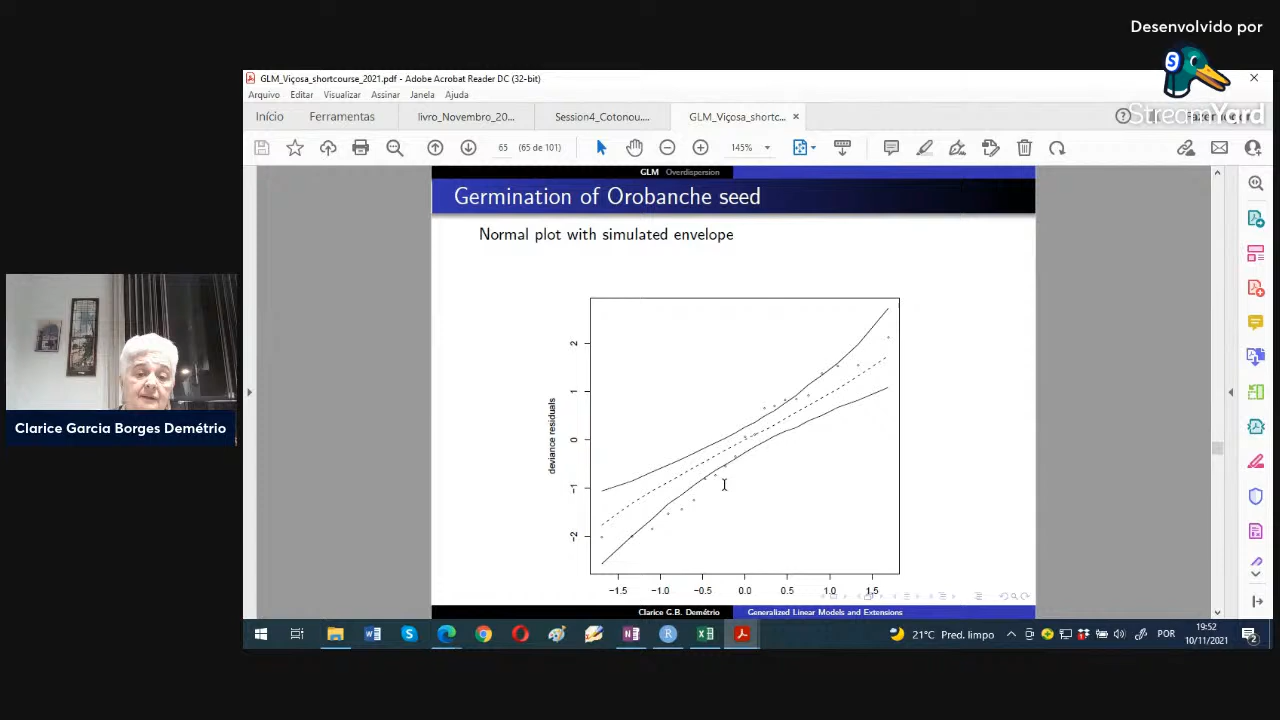 Desenvolvido por
S
StreamYard
GLM_Viçosa_shortcourse_2021.pdf - Adobe Acrobat Reader DC (32-bit)
Arquivo Editar Visualizar Assinar Janela Ajuda
Início Ferramentas livro_Novembro_20... Session4_Cotonou.... GLM_Viçosa_shortc...
65 (65 de 101) 145%
GLM Overdispersion
Germination of Orobanche seed
Normal plot with simulated envelope
deviance residuals
2
1
0
−1
−2
−1.5 −1.0 −0.5 0.0 0.5 1.0 1.5
Clarice G.B. Demétrio Generalized Linear Models and Extensions
Clarice Garcia Borges Demétrio
21°C Pred. limpo POR 19:52
10/11/2021
2